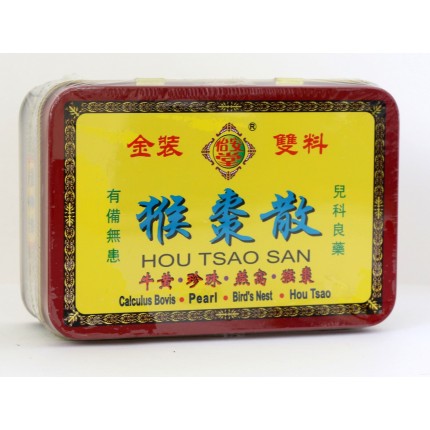 金裝 ® 雙料
有備無患
兒科良藥
猴棗散
HOU TSAO SAN
牛黃·珍珠·燕窩·猴棗
Calculus Bovis • Pearl • Bird's Nest • Hou Tsao